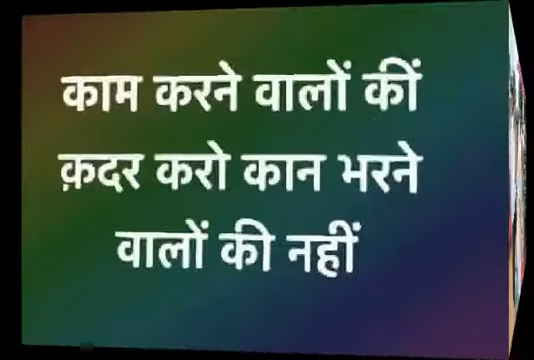 काम करने वालों कीं
क़दर करो कान भरने
वालों की नहीं